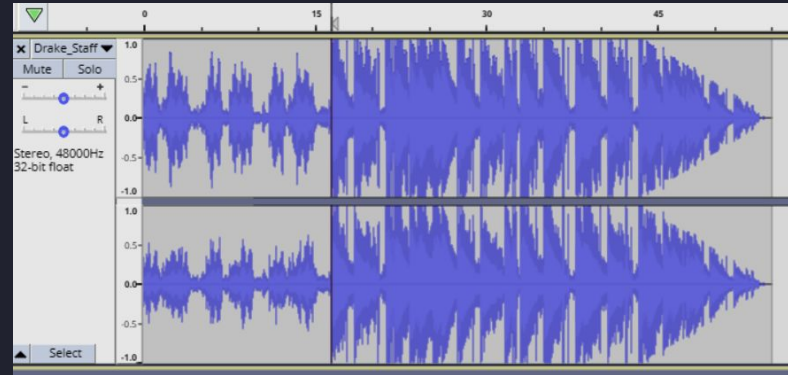 0 15 30 45
x Drake_Staff
Mute Solo
- +
L R
Stereo, 48000Hz
32-bit float
Select
1.0
0.5-
0.0-
-0.5-
-1.0
1.0
0.5-
0.0-
-0.5-
-1.0